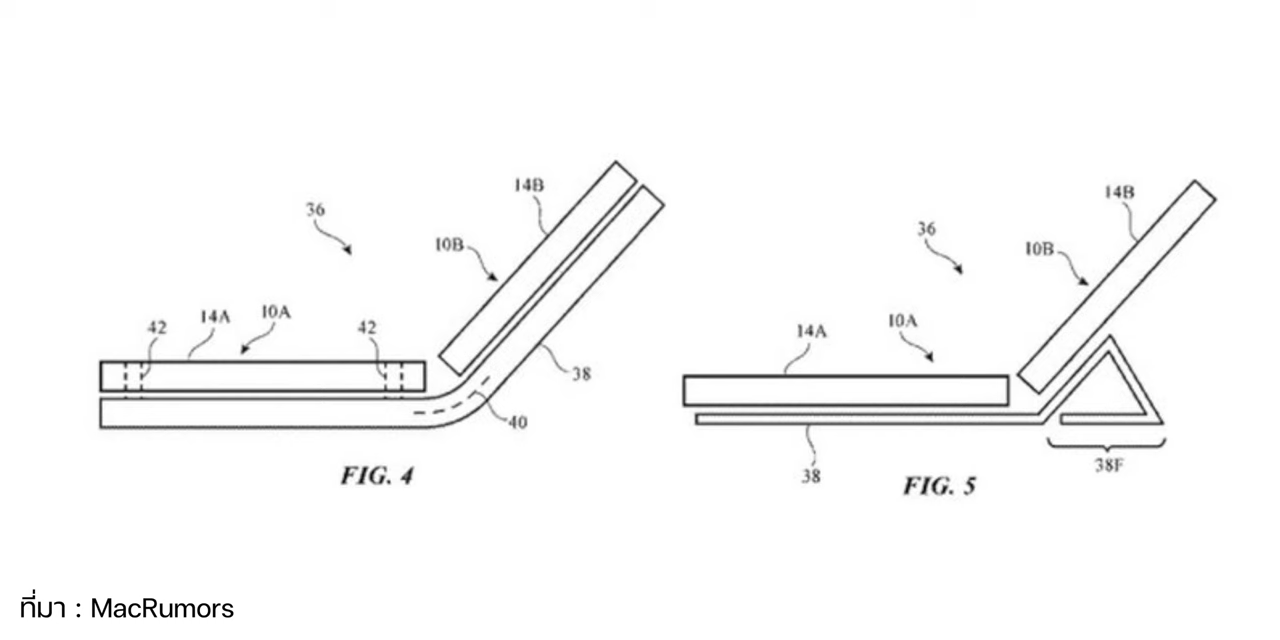 36
14B
10B
42
14A
10A
42
38
40
FIG. 4
36
14B
10B
14A
10A
38
38F
FIG. 5
ที่มา : MacRumors